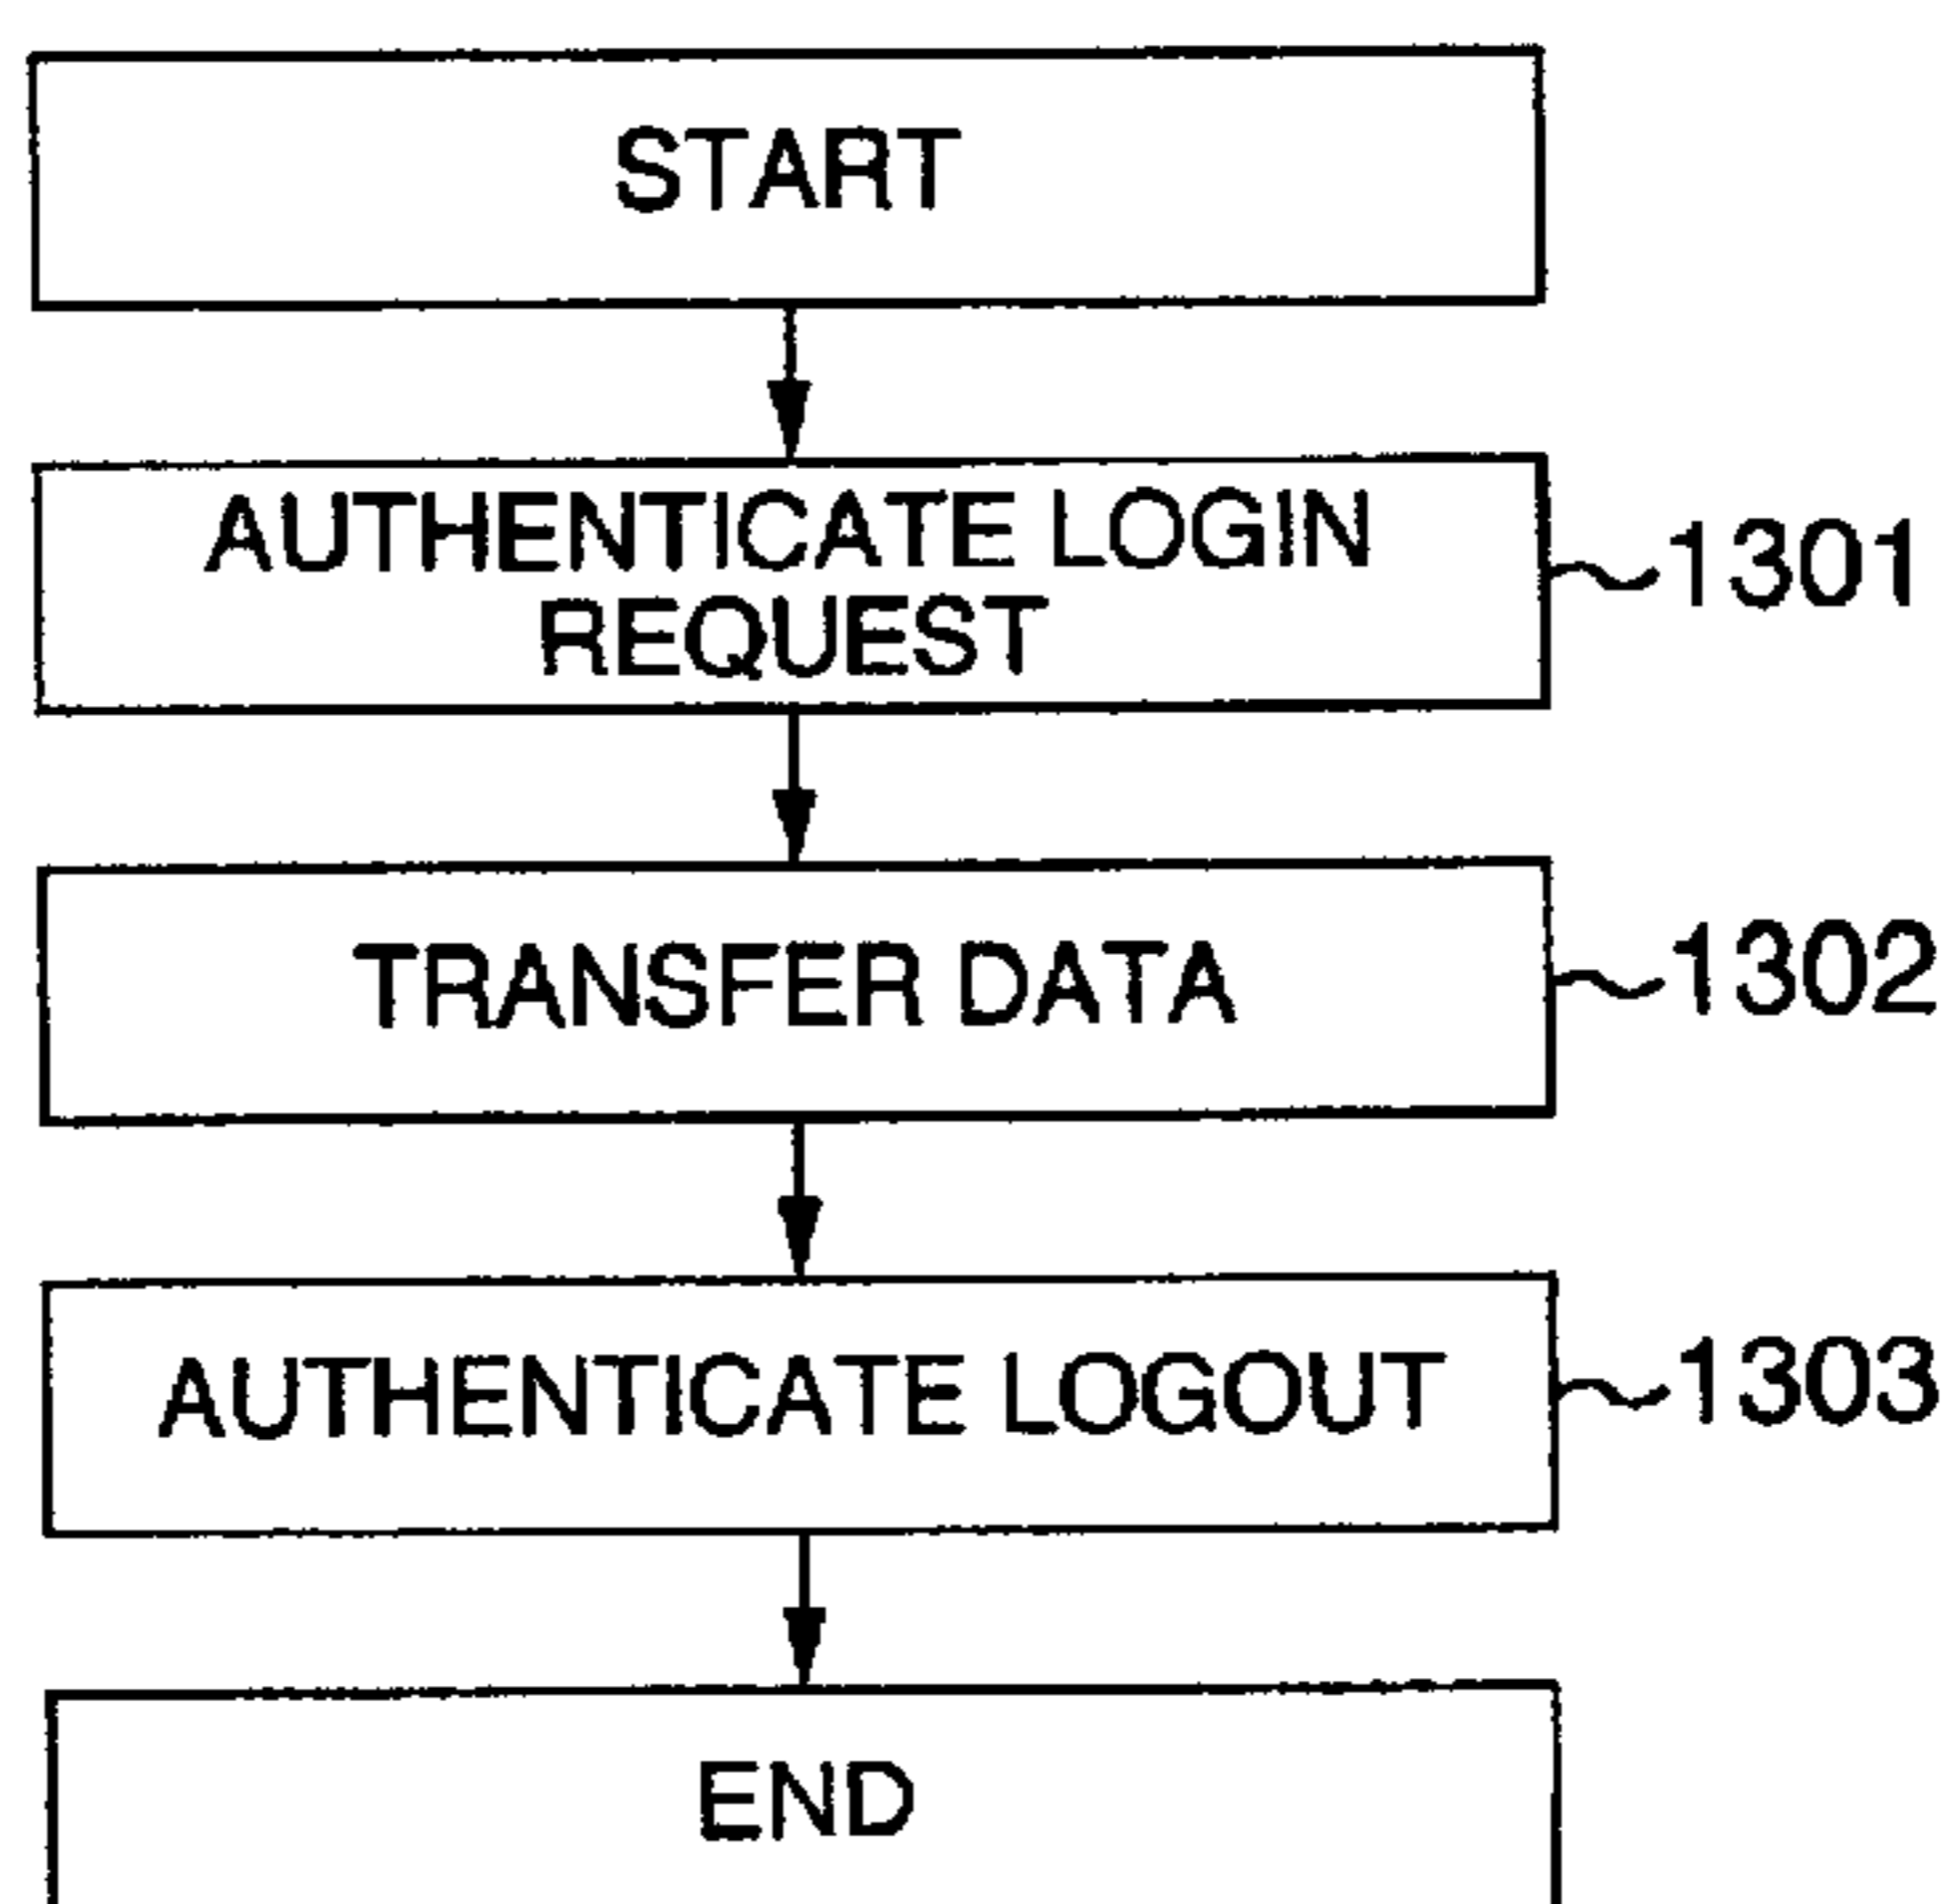 START
AUTHENTICATE LOGIN
REQUEST
1301
TRANSFER DATA
1302
AUTHENTICATE LOGOUT
1303
END